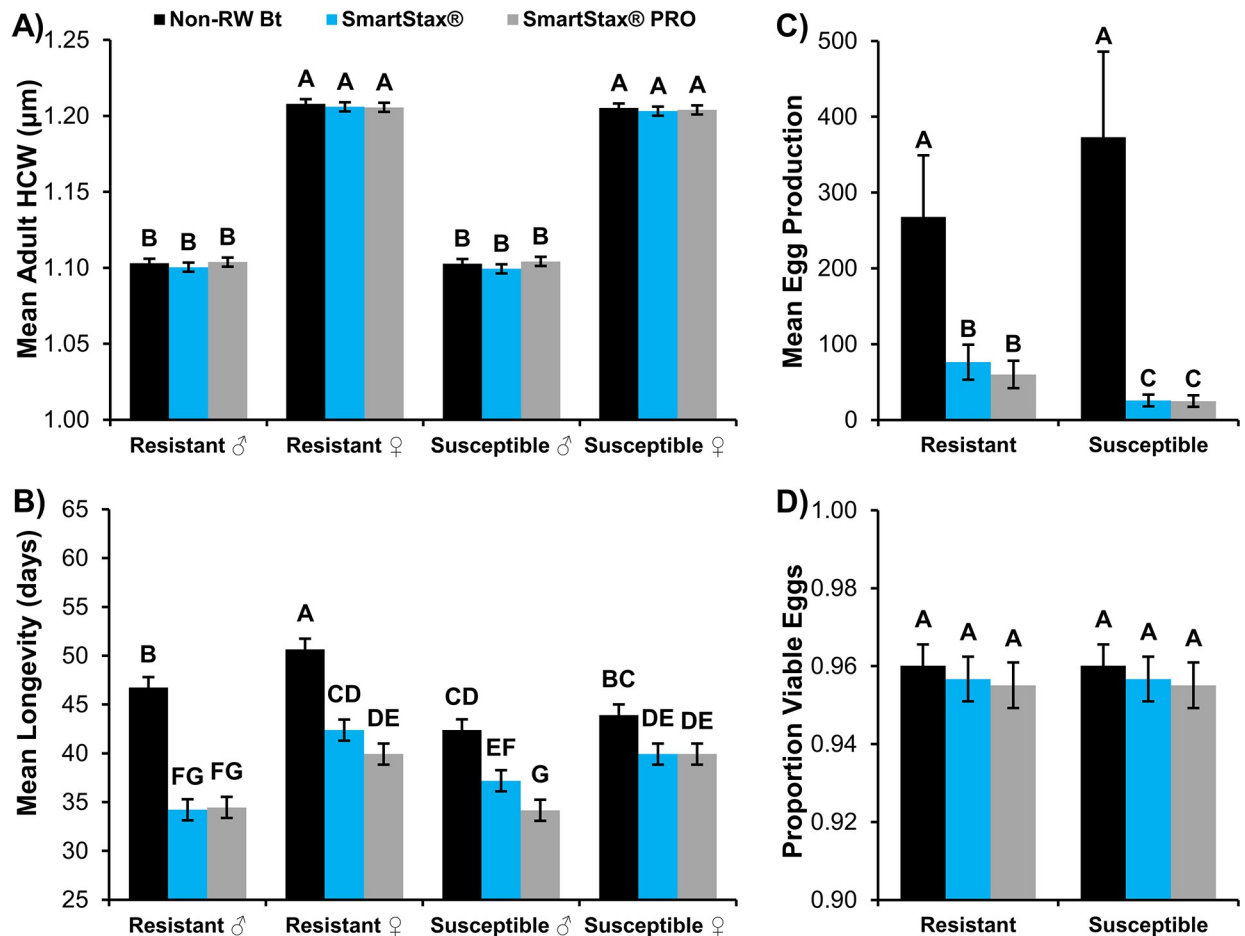 A)
Non-RW Bt SmartStax® SmartStax® PRO
Mean Adult HCW (µm)
1.25
1.20
1.15
1.10
1.05
1.00
B B B
A A A
B B B
A A A
Resistant ♂ Resistant ♀ Susceptible ♂ Susceptible ♀
C)
Mean Egg Production
500
400
300
200
100
0
A
B B
A
C C
Resistant Susceptible
B)
Mean Longevity (days)
65
60
55
50
45
40
35
30
25
B FG FG
A CD DE
CD EF G
BC DE DE
Resistant ♂ Resistant ♀ Susceptible ♂ Susceptible ♀
D)
Proportion Viable Eggs
1.00
0.98
0.96
0.94
0.92
0.90
A A A
A A A
Resistant Susceptible